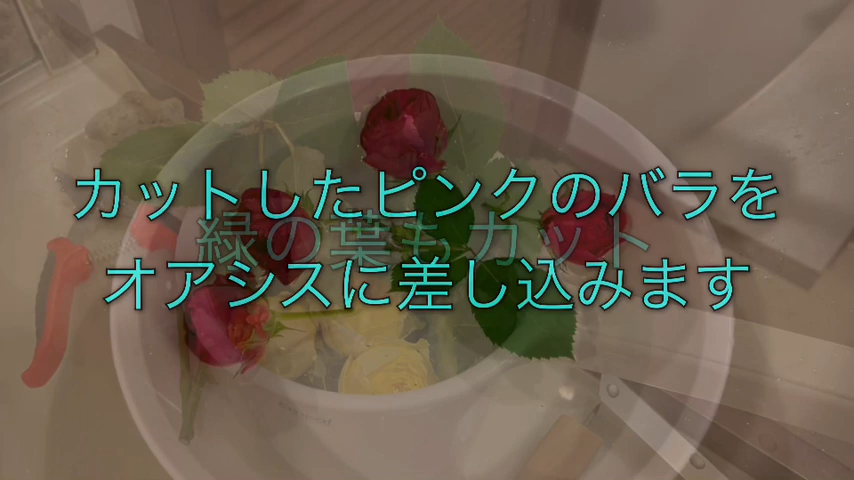 カットしたピンクのバラを
緑の葉もカット
オアシスに差し込みます